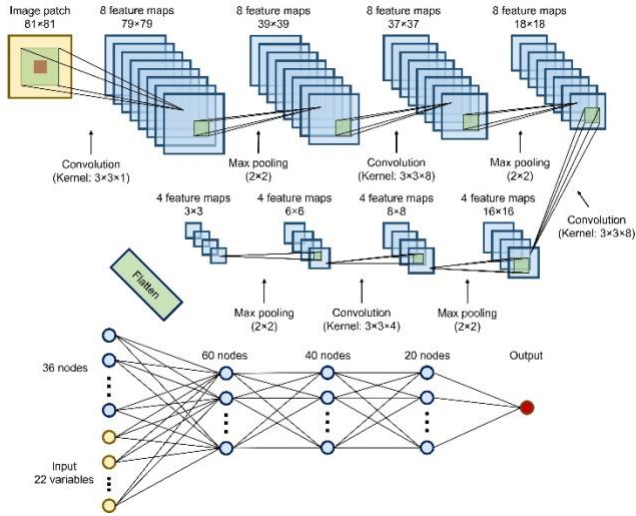 Image patch
81×81
8 feature maps
79×79
8 feature maps
39×39
8 feature maps
37×37
8 feature maps
18×18
Convolution
(Kernel: 3×3×1)
Max pooling
(2×2)
Convolution
(Kernel: 3×3×8)
Max pooling
(2×2)
4 feature maps
3×3
4 feature maps
6×6
4 feature maps
8×8
4 feature maps
16×16
Convolution
(Kernel: 3×3×8)
Flatten
Max pooling
(2×2)
Convolution
(Kernel: 3×3×4)
Max pooling
(2×2)
36 nodes
60 nodes
40 nodes
20 nodes
Output
Input
22 variables